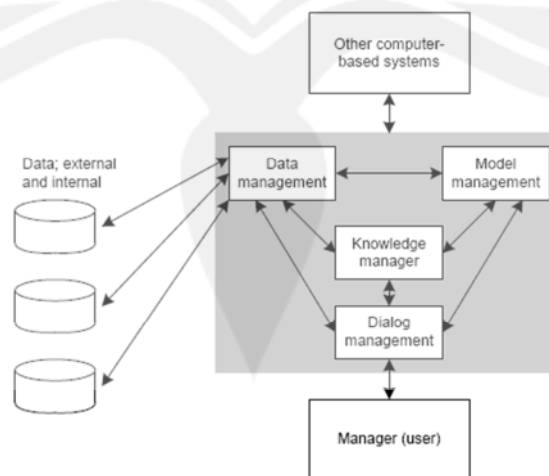 Other computer-
based systems
Data; external
and internal
Data
management
Model
management
Knowledge
manager
Dialog
management
Manager (user)